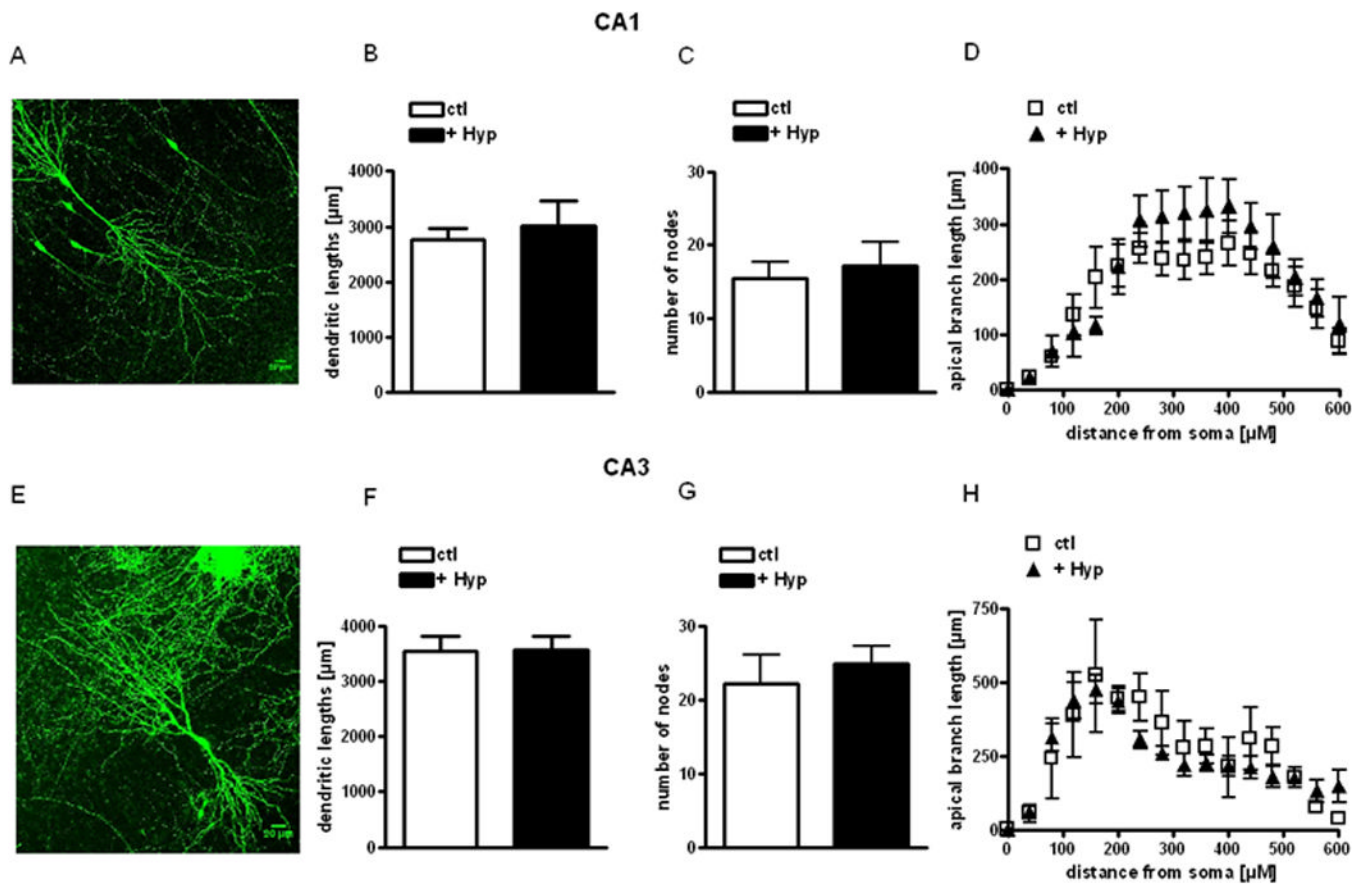 CA1
A
B
C
D
ctl
+ Hyp
ctl
+ Hyp
ctl
+ Hyp
dendritic lengths [µm]
4000
3000
2000
1000
0
number of nodes
30
20
10
0
apical branch length [µm]
400
300
200
100
0
0 100 200 300 400 500 600
distance from soma [µM]
CA3
E
F
G
H
20 µm
ctl
+ Hyp
ctl
+ Hyp
ctl
+ Hyp
dendritic lengths [µm]
4000
3000
2000
1000
0
number of nodes
30
20
10
0
apical branch length [µm]
750
500
250
0
0 100 200 300 400 500 600
distance from soma [µM]